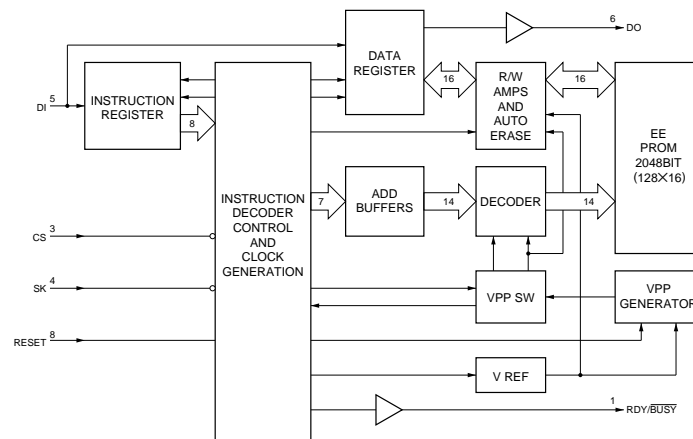 6
DO
DATA
REGISTER
16
R/W
AMPS
AND
AUTO
ERASE
16
EE
PROM
2048BIT
(128×16)
5
DI
INSTRUCTION
REGISTER
8
INSTRUCTION
DECODER
CONTROL
AND
CLOCK
GENERATION
7
ADD
BUFFERS
14
DECODER
14
3
CS
4
SK
VPP SW
VPP
GENERATOR
8
RESET
V REF
1
RDY/BUSY